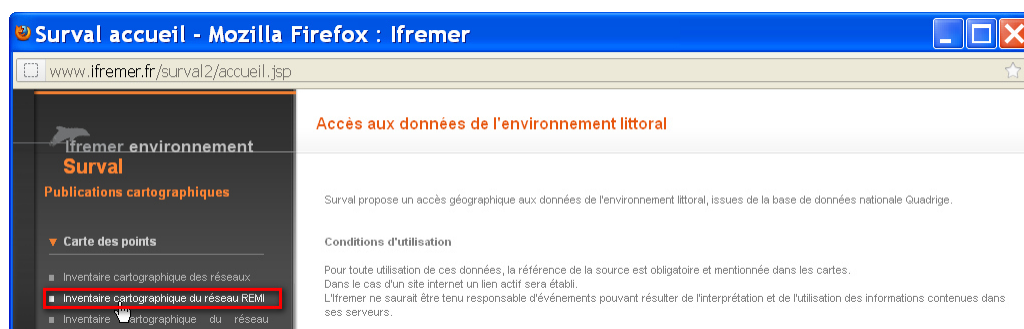 Surval accueil - Mozilla Firefox : Ifremer
www.ifremer.fr/surval2/accueil.jsp
Ifremer environnement
Surval
Publications cartographiques
Carte des points
Inventaire cartographique des réseaux
Inventaire cartographique du réseau REMI
Inventaire cartographique du réseau
Accès aux données de l'environnement littoral
Surval propose un accès géographique aux données de l'environnement littoral, issues de la base de données nationale Quadrige.
Conditions d'utilisation
Pour toute utilisation de ces données, la référence de la source est obligatoire et mentionnée dans les cartes.
Dans le cas d'un site internet un lien actif sera établi.
L'Ifremer ne saurait être tenu responsable d'événements pouvant résulter de l'interprétation et de l'utilisation des informations contenues dans
ses serveurs.